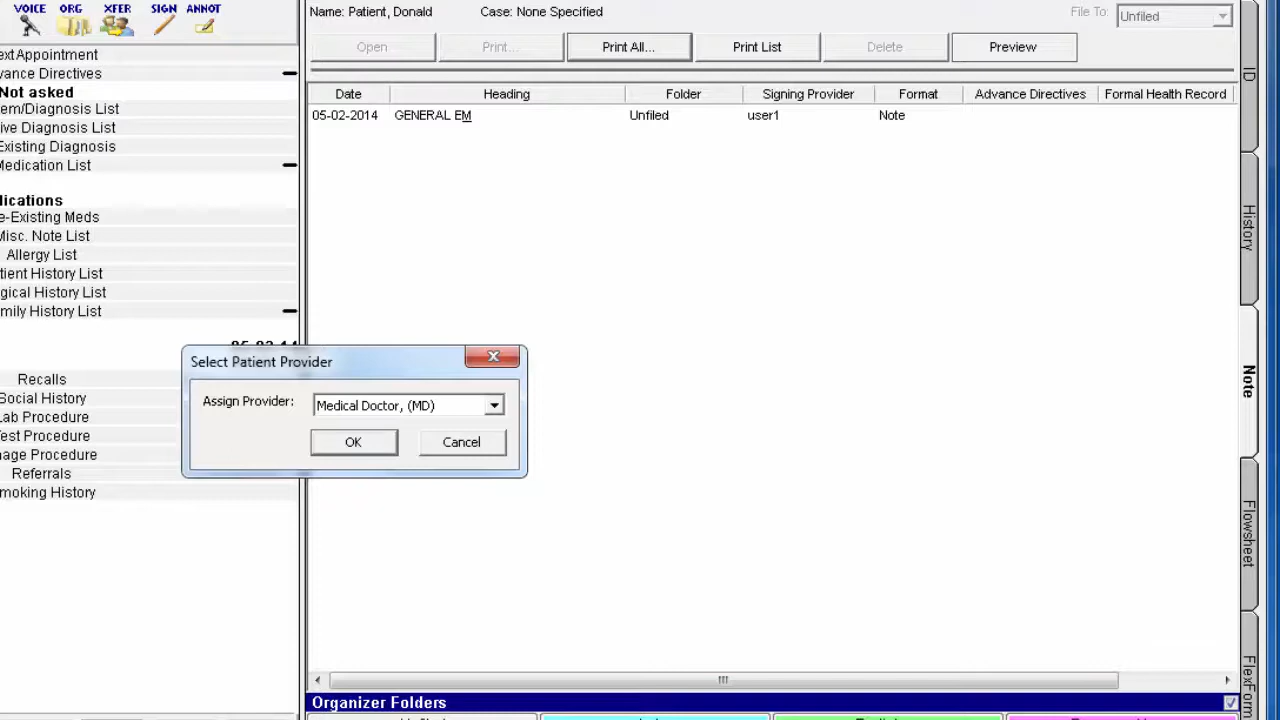 VOICE ORG XFER SIGN ANNOT
extAppointment
vance Directives
Not asked
em/Diagnosis List
ive Diagnosis List
Existing Diagnosis
Medication List
lications
e-Existing Meds
Misc. Note List
Allergy List
tient History List
gical History List
mily History List
Recalls
Social History
Lab Procedure
Test Procedure
nage Procedure
Referrals
moking History
Name: Patient, Donald Case: None Specified File To: Unfiled
Open Print... Print All... Print List Delete Preview
Date Heading Folder Signing Provider Format Advance Directives Formal Health Record
05-02-2014 GENERAL EM Unfiled user1 Note
Select Patient Provider
Assign Provider: Medical Doctor, (MD)
OK Cancel
Organizer Folders
ID
History
Note
Flowsheet
FlexForm